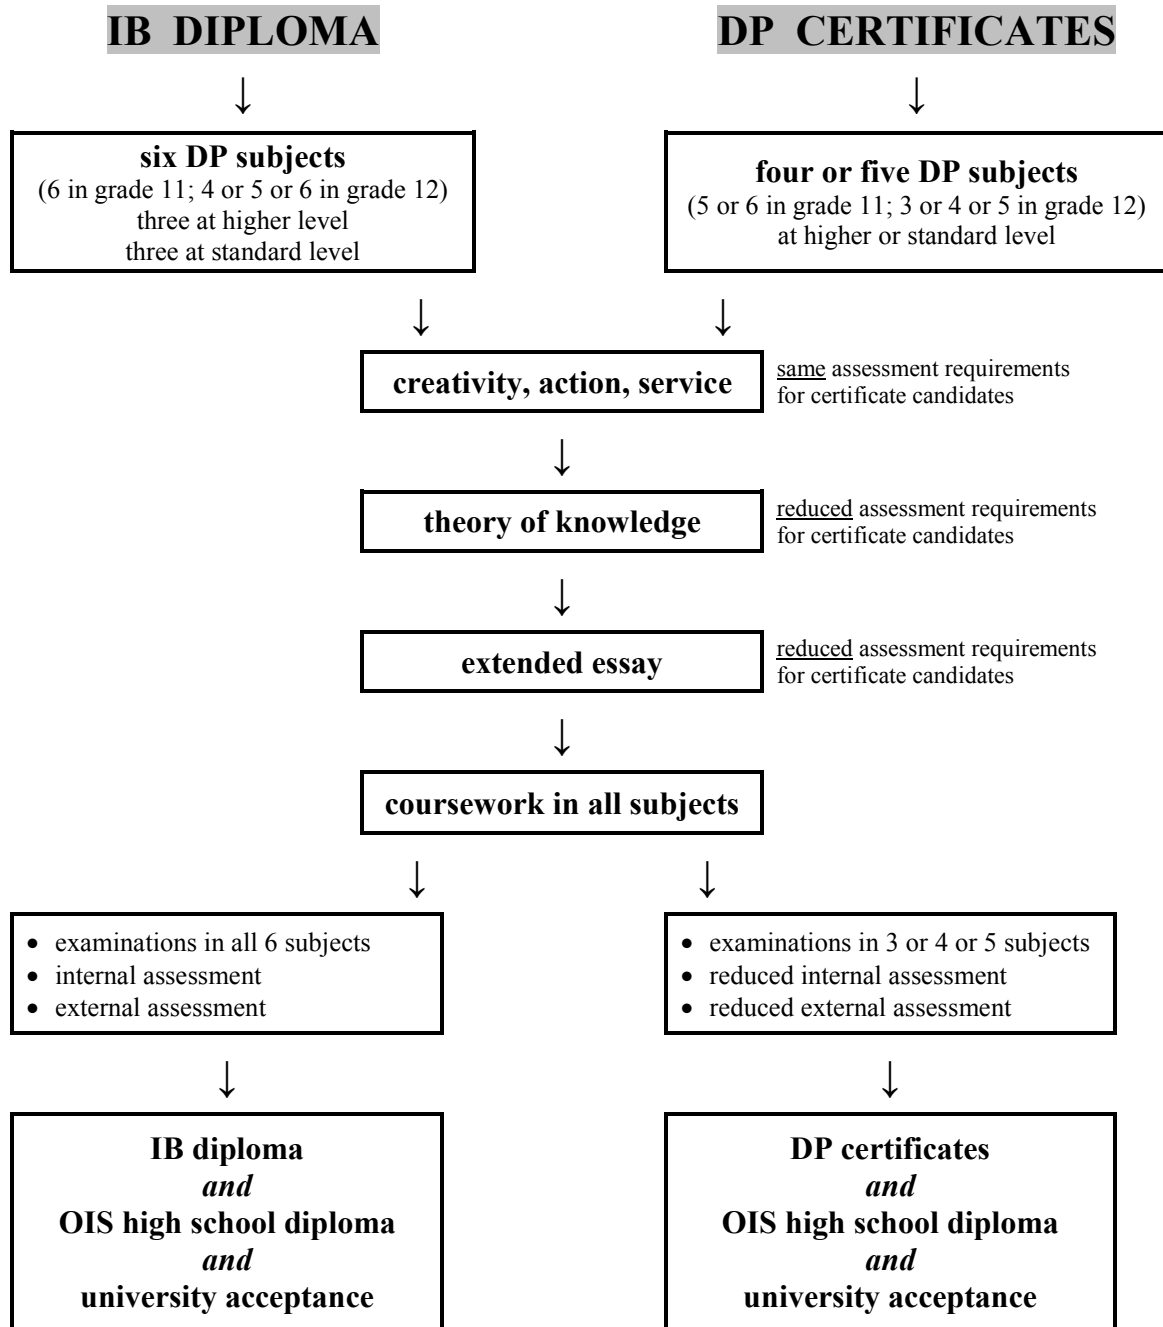 IB DIPLOMA
DP CERTIFICATES
↓
↓
six DP subjects
(6 in grade 11; 4 or 5 or 6 in grade 12)
three at higher level
three at standard level
four or five DP subjects
(5 or 6 in grade 11; 3 or 4 or 5 in grade 12)
at higher or standard level
↓
↓
creativity, action, service
same assessment requirements
for certificate candidates
↓
theory of knowledge
reduced assessment requirements
for certificate candidates
↓
extended essay
reduced assessment requirements
for certificate candidates
↓
coursework in all subjects
↓
↓
• examinations in all 6 subjects
• internal assessment
• external assessment
• examinations in 3 or 4 or 5 subjects
• reduced internal assessment
• reduced external assessment
↓
↓
IB diploma
and
OIS high school diploma
and
university acceptance
DP certificates
and
OIS high school diploma
and
university acceptance